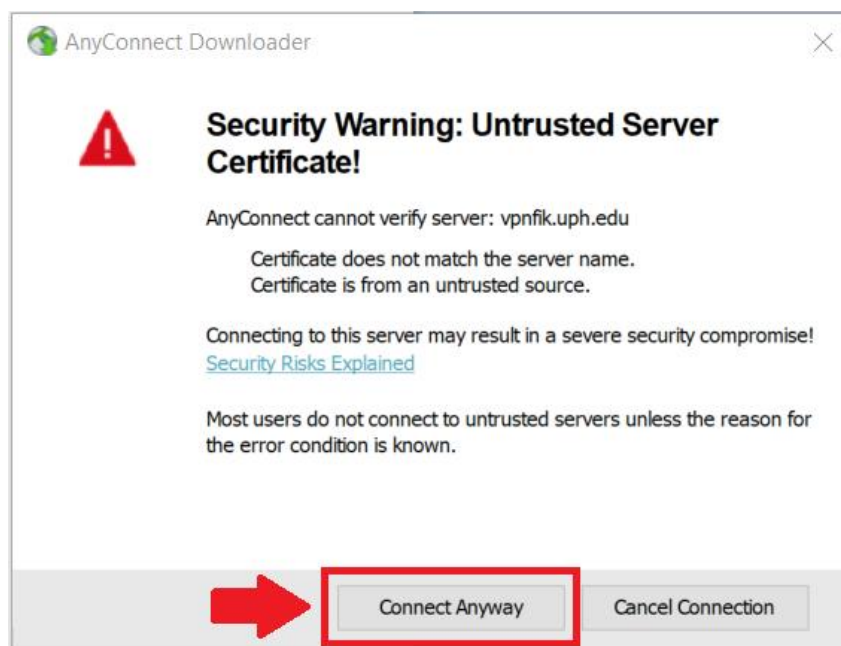 AnyConnect Downloader
Security Warning: Untrusted Server
Certificate!
AnyConnect cannot verify server: vpnfik.uph.edu
Certificate does not match the server name.
Certificate is from an untrusted source.
Connecting to this server may result in a severe security compromise!
Security Risks Explained
Most users do not connect to untrusted servers unless the reason for
the error condition is known.
Connect Anyway
Cancel Connection